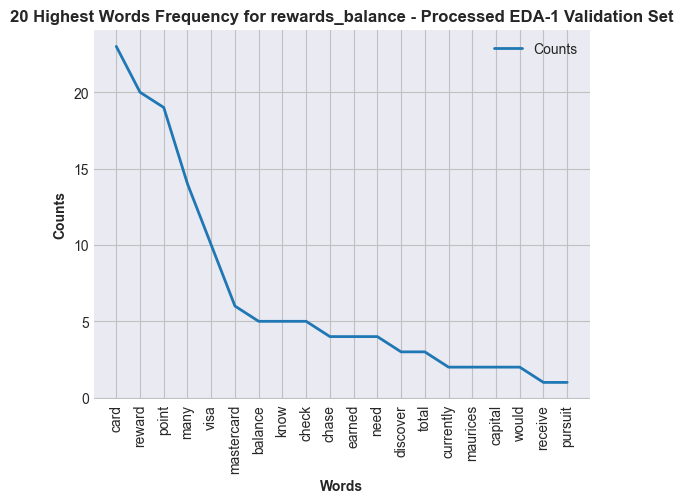 20 Highest Words Frequency for rewards_balance - Processed EDA-1 Validation Set
Counts
Counts
20
15
10
5
0
card
reward
point
many
visa
mastercard
balance
know
check
chase
earned
need
discover
total
currently
maurices
capital
would
receive
pursuit
Words